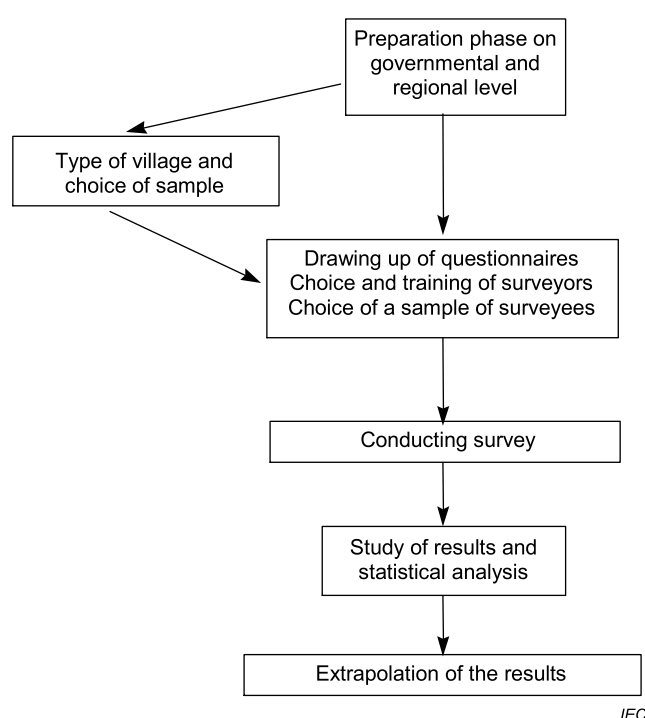 Preparation phase on
governmental and
regional level
Type of village and
choice of sample
Drawing up of questionnaires
Choice and training of surveyors
Choice of a sample of surveyees
Conducting survey
Study of results and
statistical analysis
Extrapolation of the results
IEC